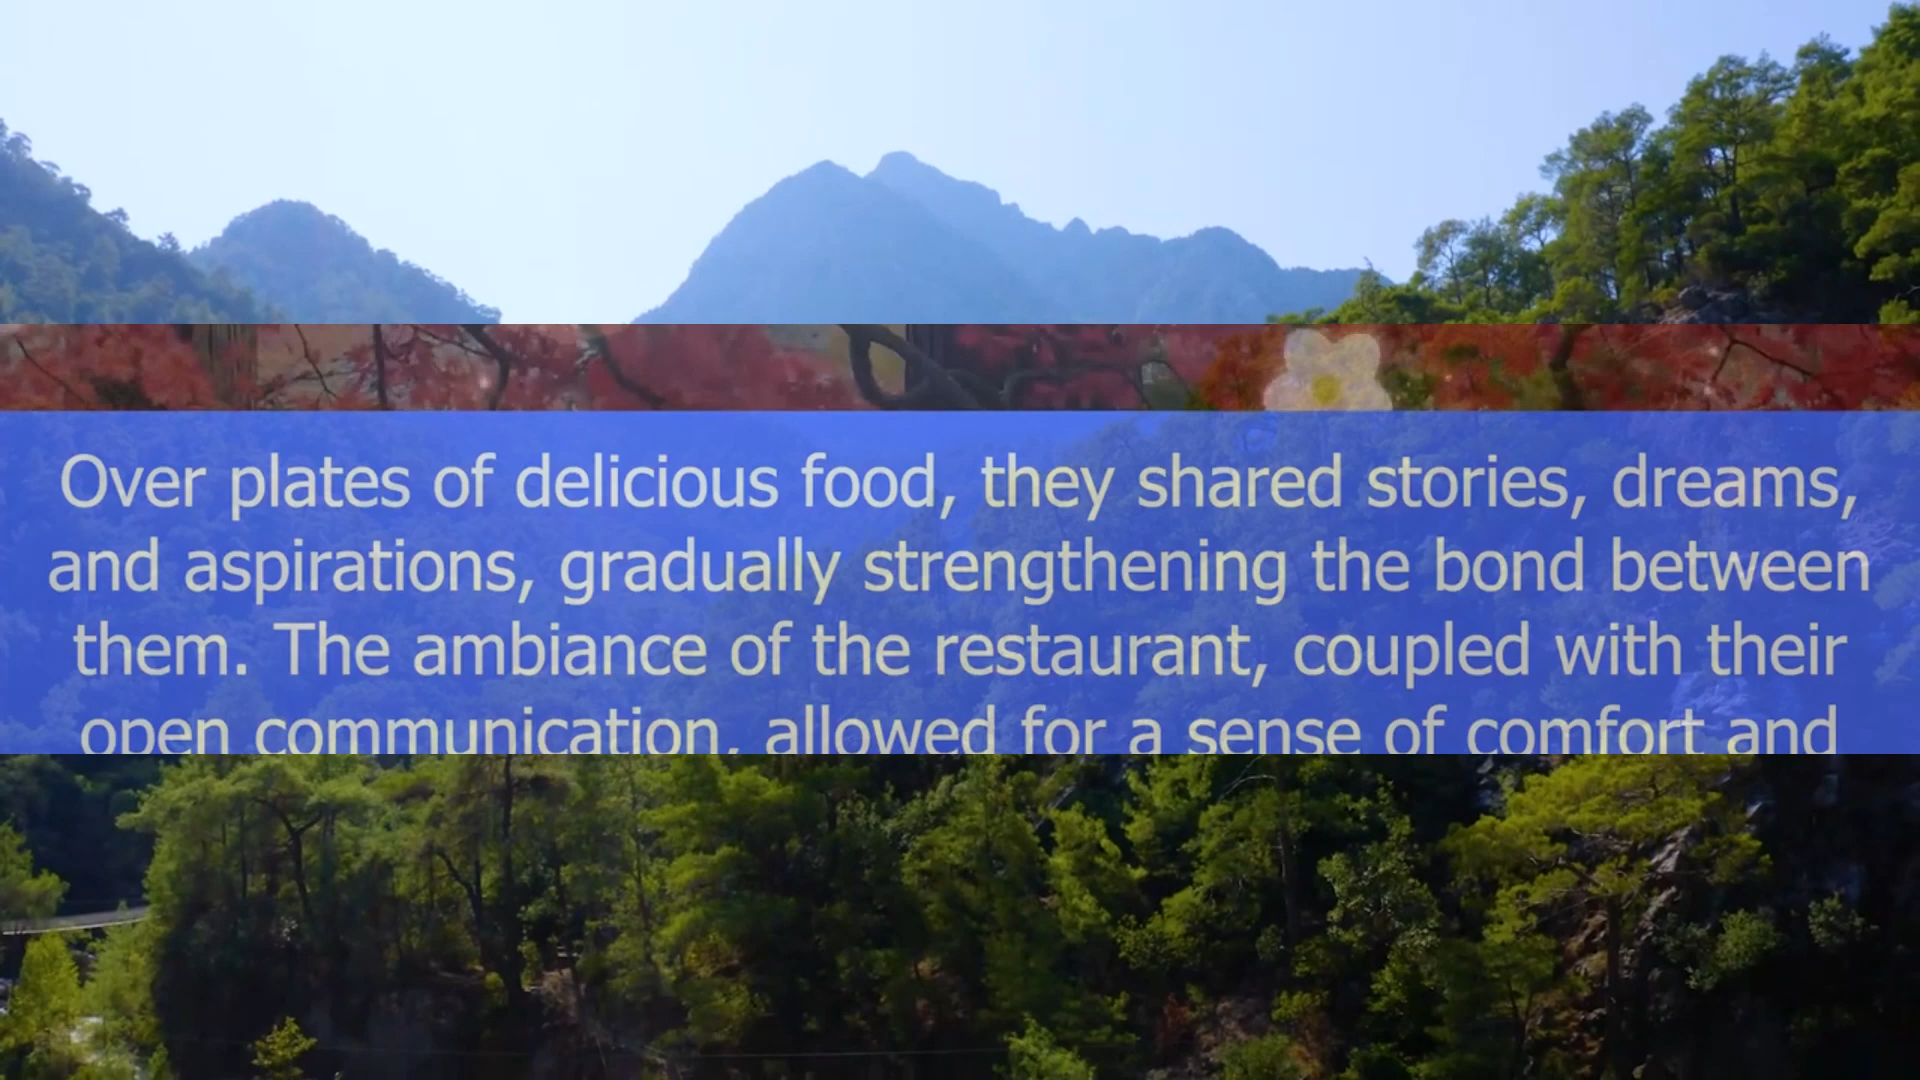 Over plates of delicious food, they shared stories, dreams,
and aspirations, gradually strengthening the bond between
them. The ambiance of the restaurant, coupled with their
open communication, allowed for a sense of comfort and